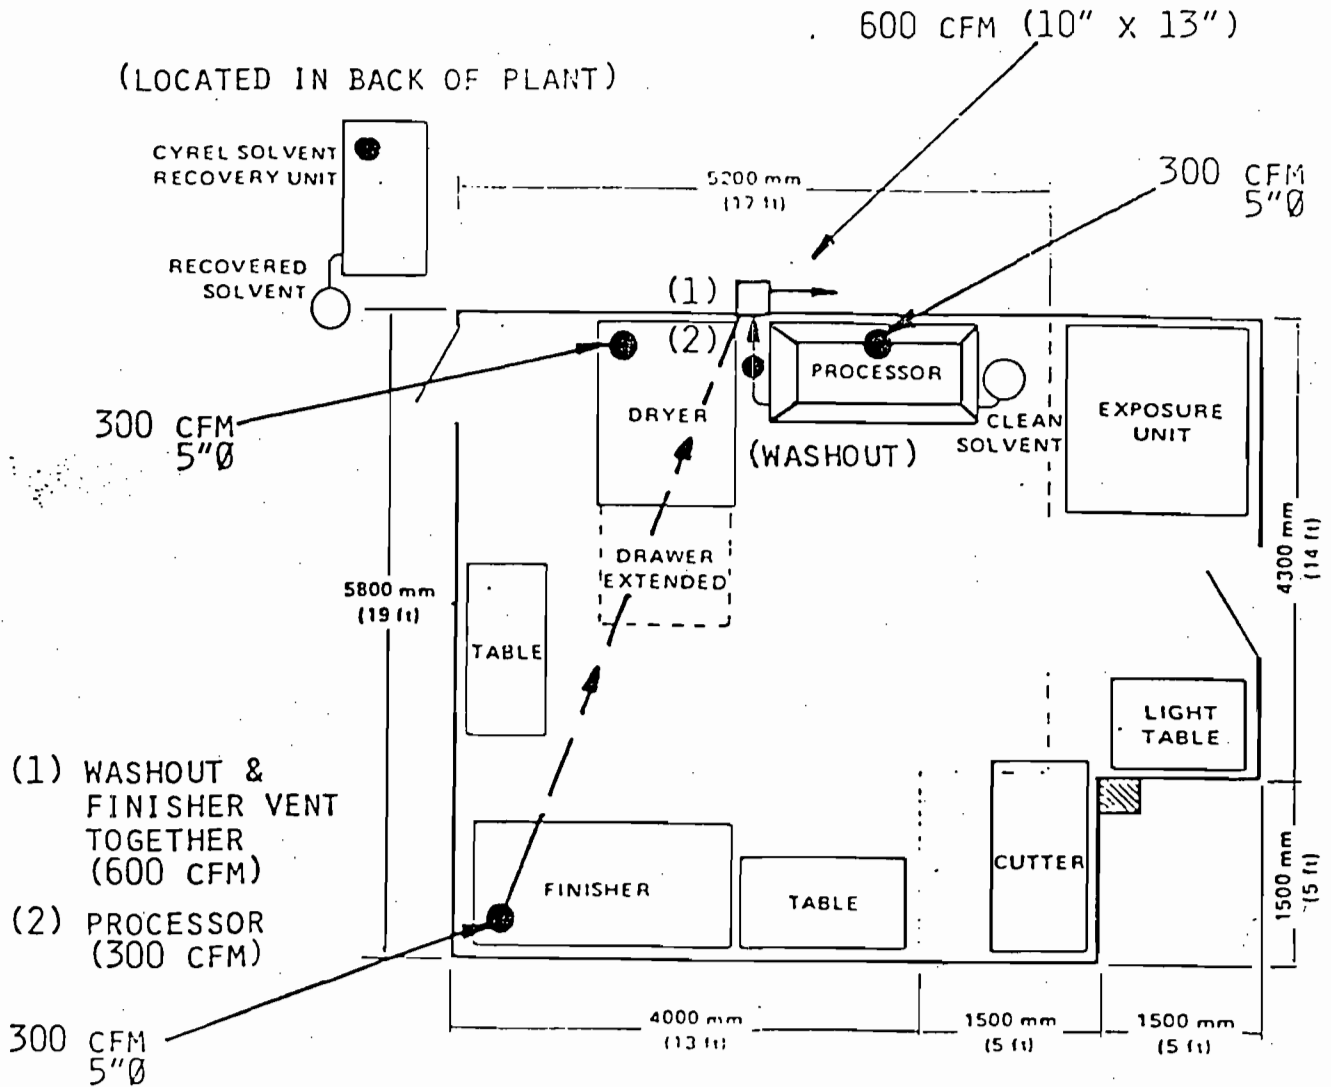 600 CFM (10" X 13")
(LOCATED IN BACK OF PLANT)
CYREL SOLVENT
RECOVERY UNIT
5200 mm
(17 ft)
300 CFM
5"Ø
RECOVERED
SOLVENT
(1)
(2)
PROCESSOR
DRYER
CLEAN
SOLVENT
EXPOSURE
UNIT
300 CFM
5"Ø
(WASHOUT)
DRAWER
EXTENDED
4300 mm
(14 ft)
5800 mm
(19 ft)
TABLE
LIGHT
TABLE
(1) WASHOUT &
FINISHER VENT
TOGETHER
(600 CFM)
(2) PROCESSOR
(300 CFM)
FINISHER
TABLE
CUTTER
1500 mm
(5 ft)
300 CFM
5"Ø
4000 mm
(13 ft)
1500 mm
(5 ft)
1500 mm
(5 ft)